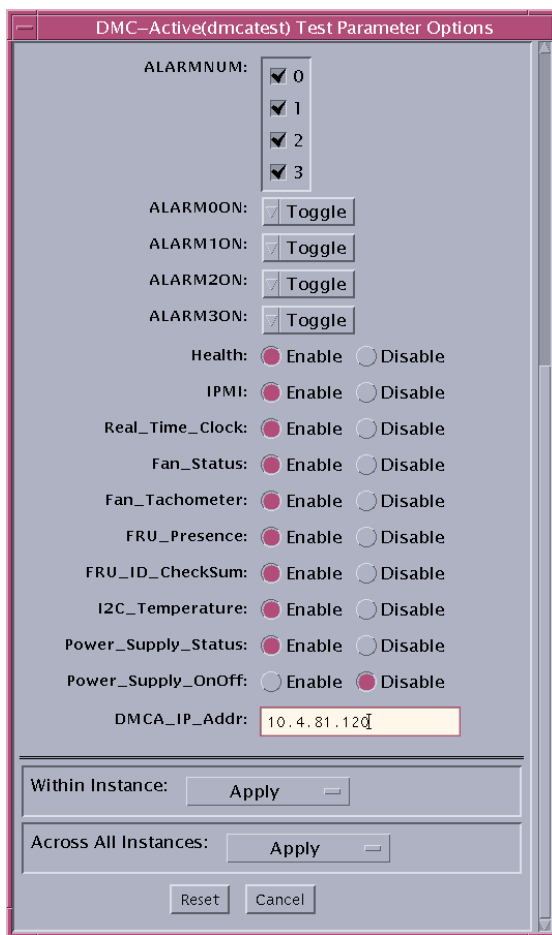 DMC-Active(dmcatest) Test Parameter Options
ALARMNUM: 0
1
2
3
ALARM0ON: Toggle
ALARM1ON: Toggle
ALARM2ON: Toggle
ALARM3ON: Toggle
Health: Enable Disable
IPMI: Enable Disable
Real_Time_Clock: Enable Disable
Fan_Status: Enable Disable
Fan_Tachometer: Enable Disable
FRU_Presence: Enable Disable
FRU_ID_CheckSum: Enable Disable
I2C_Temperature: Enable Disable
Power_Supply_Status: Enable Disable
Power_Supply_OnOff: Enable Disable
DMCA_IP_Addr: 10.4.81.120
Within Instance: Apply
Across All Instances: Apply
Reset Cancel